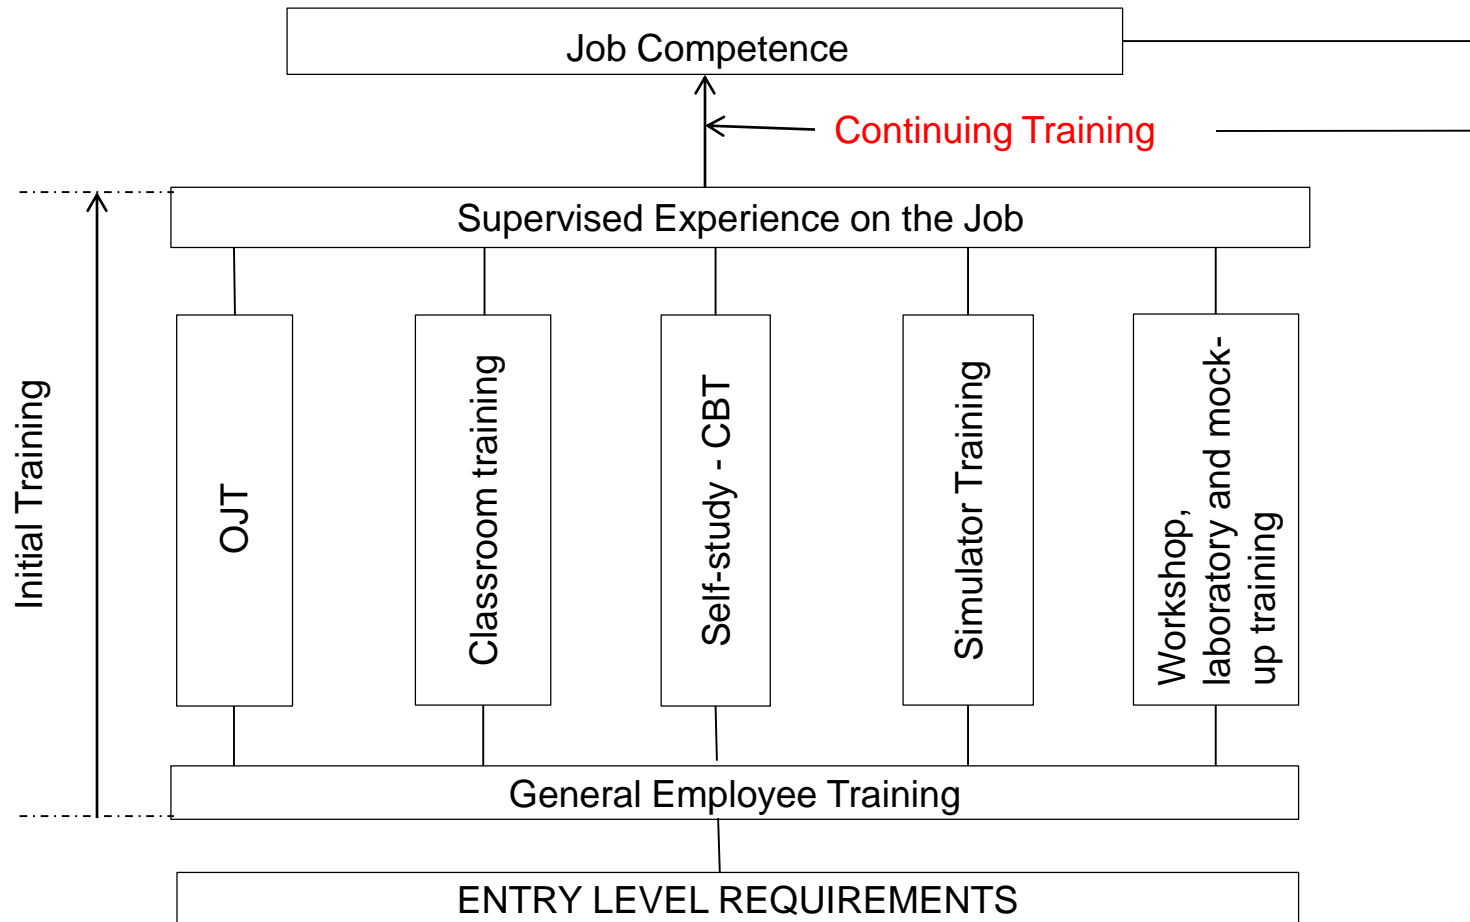 Job Competence
Continuing Training
Supervised Experience on the Job
Initial Training
OJT
Classroom training
Self-study - CBT
Simulator Training
Workshop,
laboratory and mock-
up training
General Employee Training
ENTRY LEVEL REQUIREMENTS